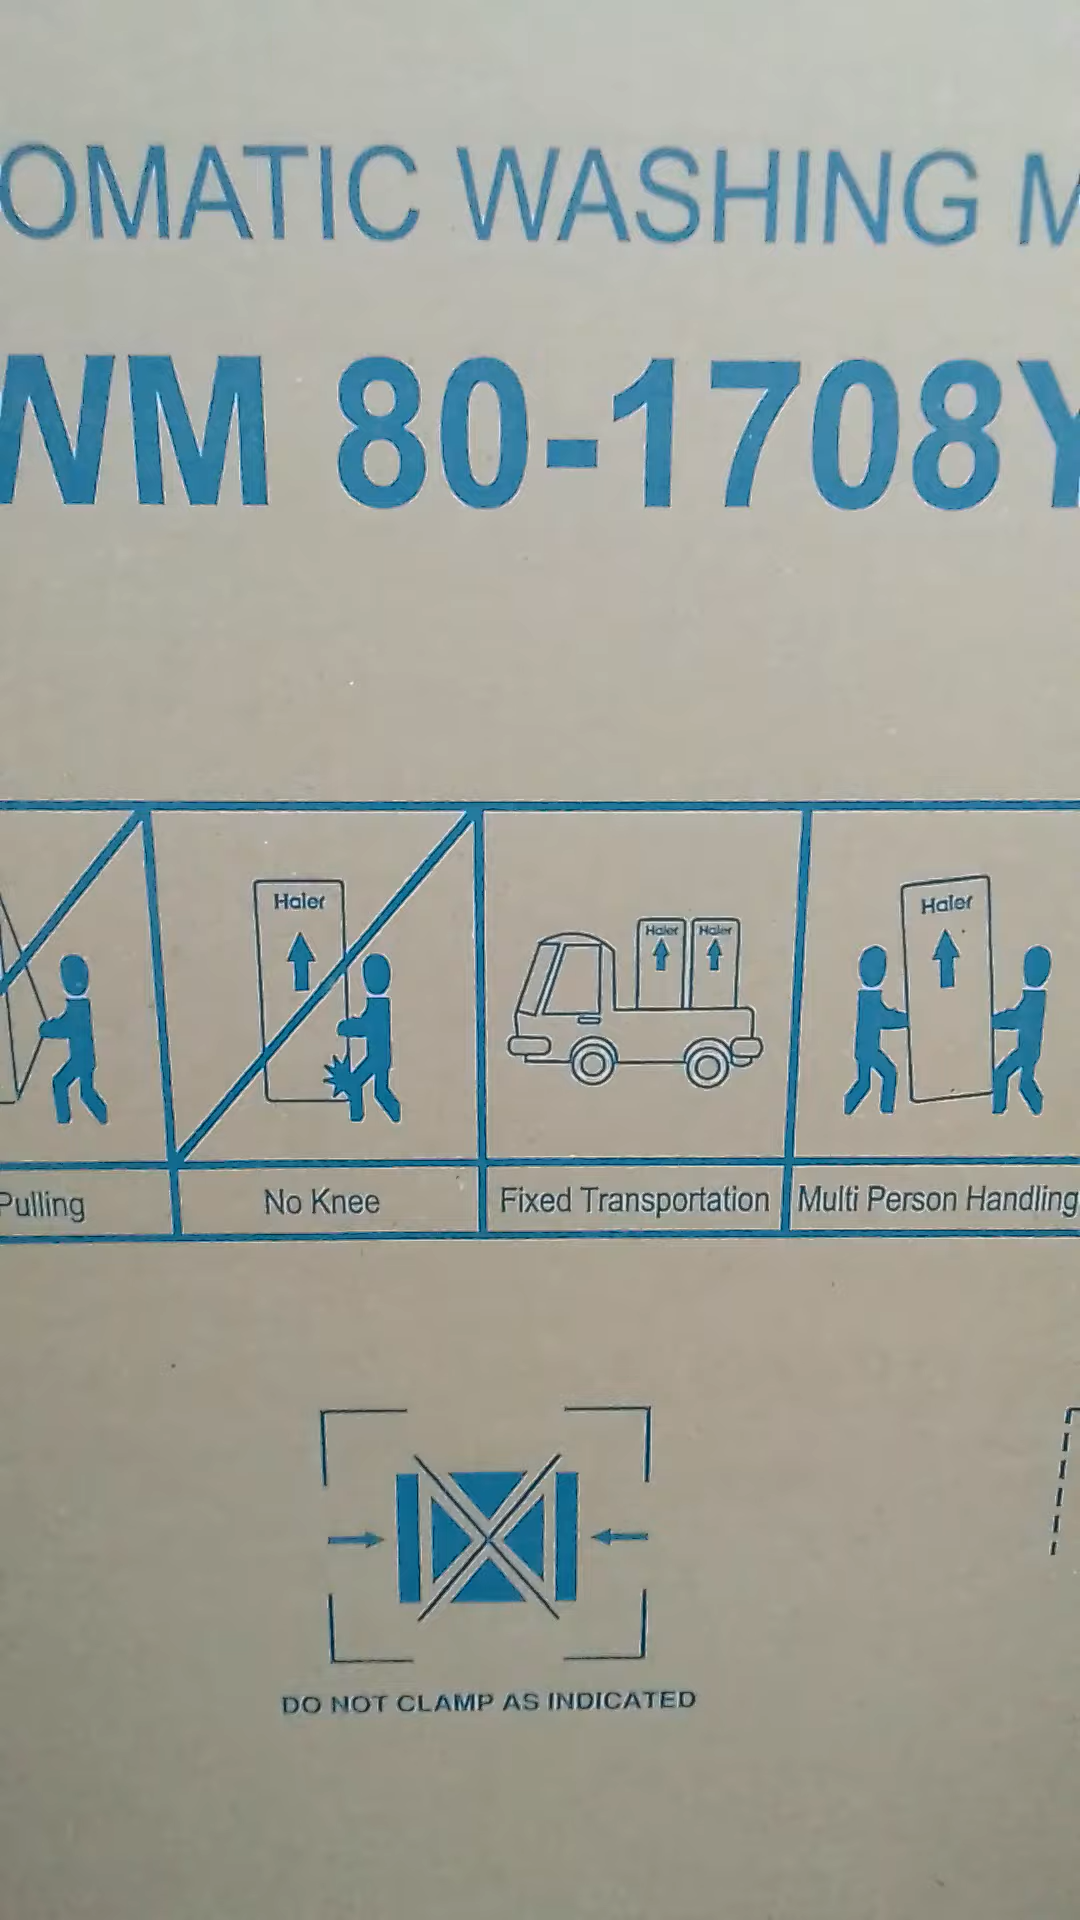 OMATIC WASHING M
WM 80-1708Y
Haier
Haier Haier
Haier
Pulling
No Knee
Fixed Transportation
Multi Person Handling
DO NOT CLAMP AS INDICATED